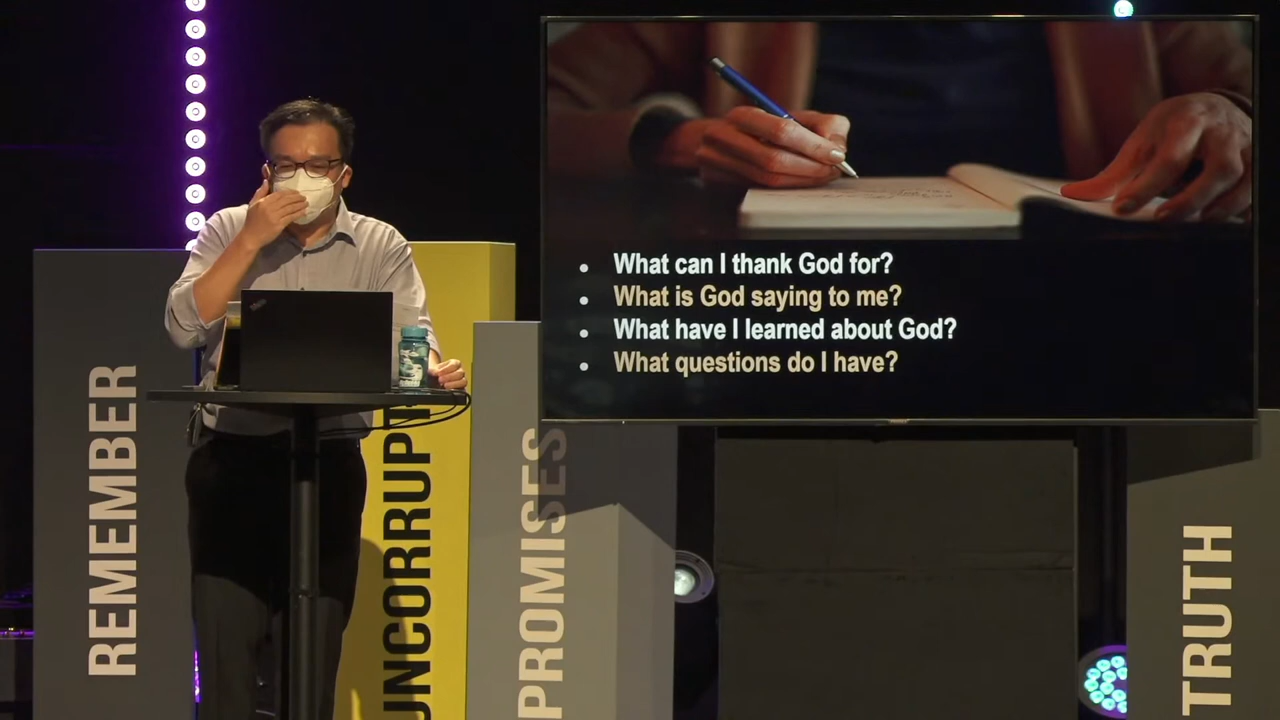 What can I thank God for?
What is God saying to me?
What have I learned about God?
What questions do I have?
REMEMBER
UNCORRUPT
PROMISES
TRUTH